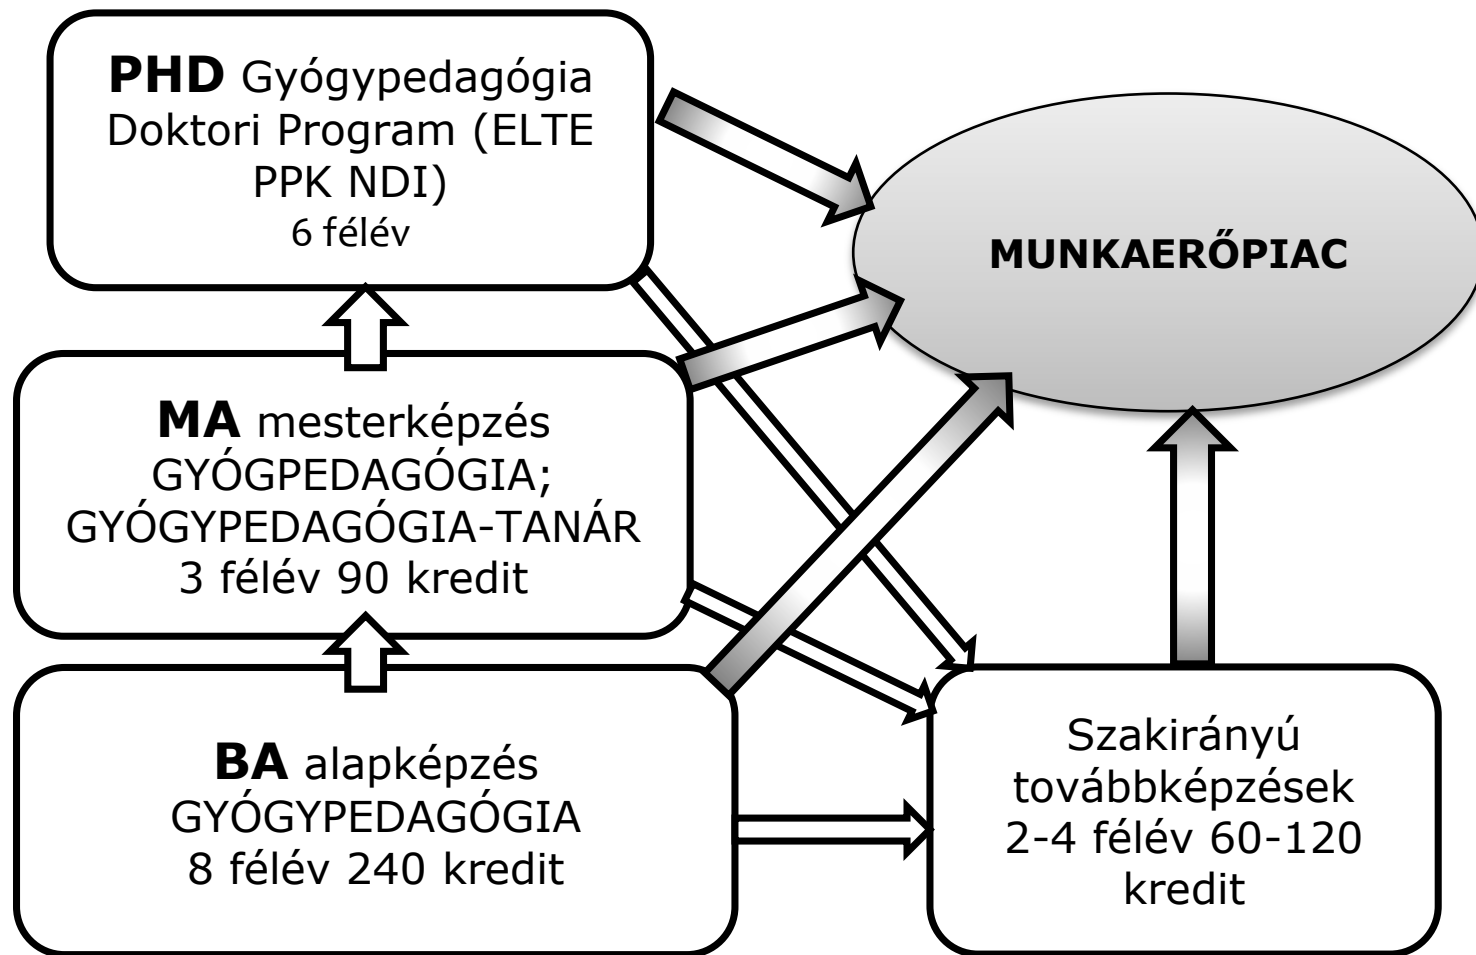 PHD Gyógypedagógia
Doktori Program (ELTE
PPK NDI)
6 félév
MUNKAERŐPIAC
MA mesterképzés
GYÓGPEDAGÓGIA;
GYÓGYPEDAGÓGIA-TANÁR
3 félév 90 kredit
BA alapképzés
GYÓGYPEDAGÓGIA
8 félév 240 kredit
Szakirányú
továbbképzések
2-4 félév 60-120
kredit